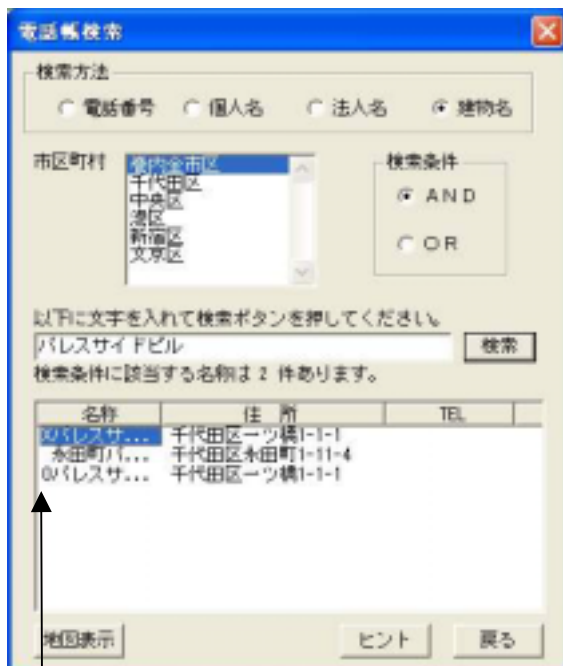 電話帳検索
検索方法
電話番号 個人名 法人名 建物名
市区町村
管内全市区
千代田区
中央区
港区
新宿区
文京区
検索条件
AND
OR
以下に文字を入れて検索ボタンを押してください。
パレスサイドビル 検索
検索条件に該当する名称は 2 件あります。
名称 住 所 TEL
パレスサ... 千代田区一ツ橋1-1-1
永田町パ... 千代田区永田町1-11-4
パレスサ... 千代田区一ツ橋1-1-1
地図表示 ヒント 戻る